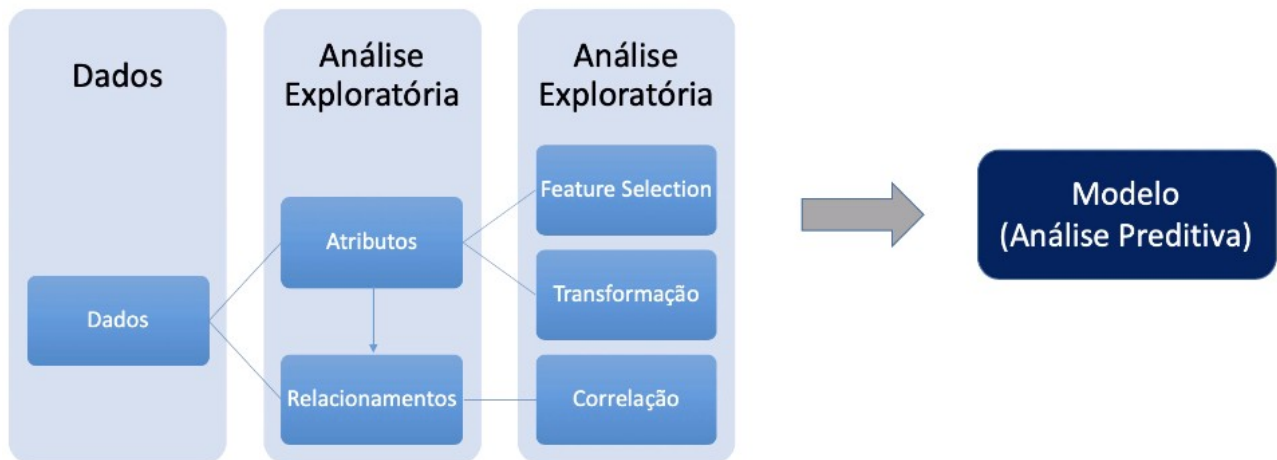 Dados
Análise
Exploratória
Análise
Exploratória
Feature Selection
Atributos
Transformação
Dados
Relacionamentos
Correlação
Modelo
(Análise Preditiva)